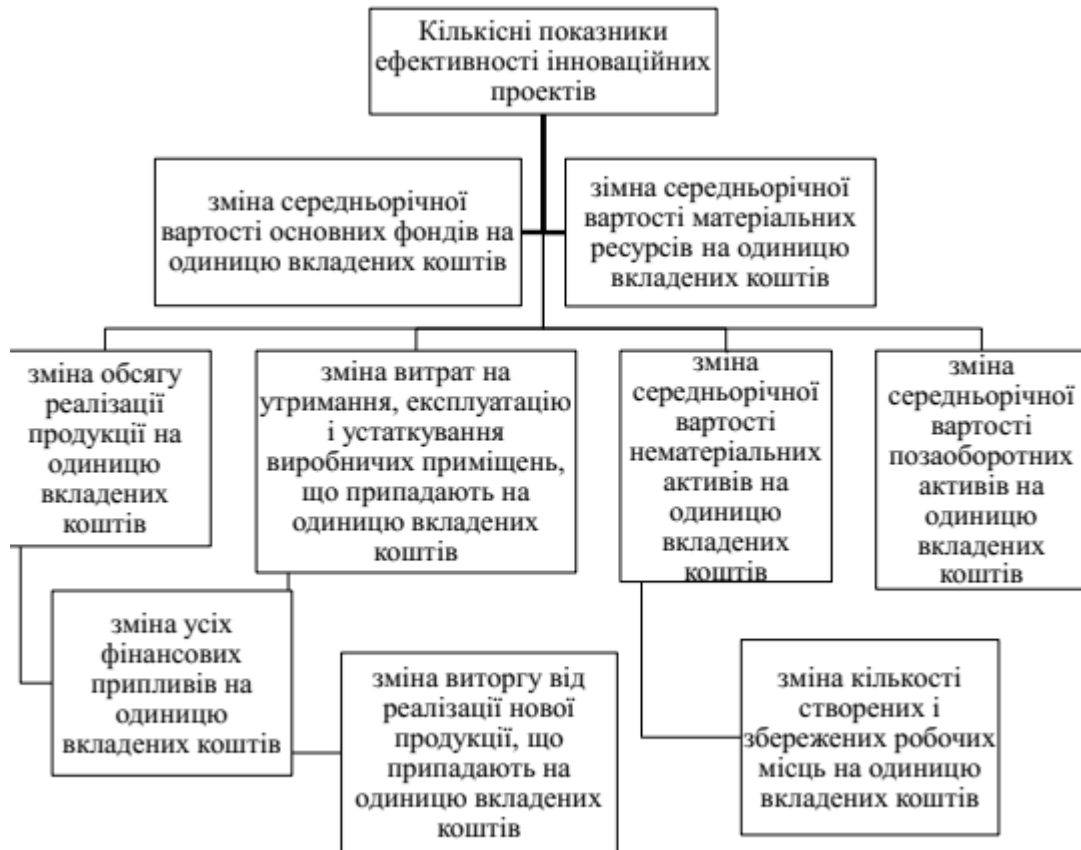 Кількісні показники
ефективності інноваційних
проектів
зміна середньорічної
вартості основних фондів на
одиницю вкладених коштів
зімна середньорічної
вартості матеріальних
ресурсів на одиницю
вкладених коштів
зміна обсягу
реалізації
продукції на
одиницю
вкладених
коштів
зміна витрат на
утримання, експлуатацію
і устаткування
виробничих приміщень,
що припадають на
одиницю вкладених
коштів
зміна
середньорічної
вартості
нематеріальних
активів на
одиницю
вкладених
коштів
зміна
середньорічної
вартості
позаоборотних
активів на
одиницю
вкладених
коштів
зміна усіх
фінансових
припливів на
одиницю
вкладених коштів
зміна виторгу від
реалізації нової
продукції, що
припадають на
одиницю вкладених
коштів
зміна кількості
створених і
збережених робочих
місць на одиницю
вкладених коштів